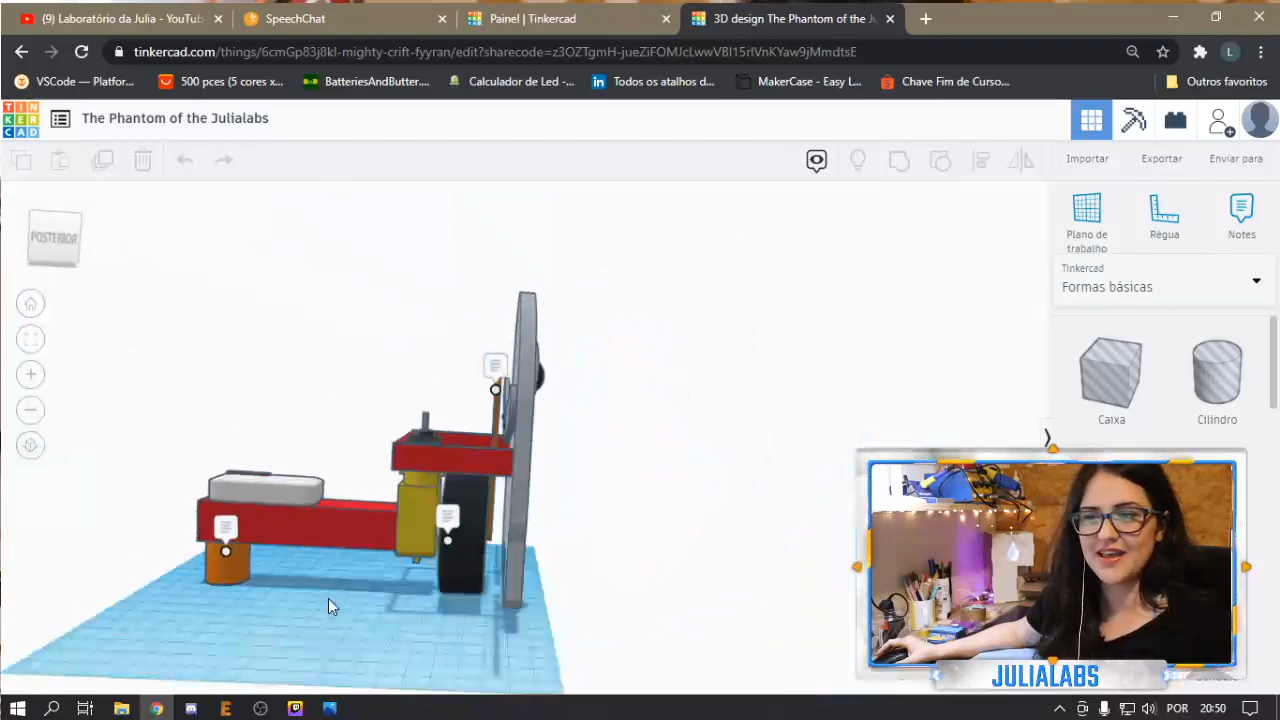 (9) Laboratório da Julia - YouTub
SpeechChat
Painel | Tinkercad
3D design The Phantom of the Ju
tinkercad.com/things/6cmGp83j8kl-mighty-crift-fyyran/edit?sharecode=z3OZTgmH-jueZiFOMJcLwwVBI15rIVnKYaw9jMmdtsE
L
VSCode — Platfor...
500 pces (5 cores x...
BatteriesAndButter....
Calculador de Led -...
Todos os atalhos d...
MakerCase - Easy L...
Chave Fim de Curso...
Outros favoritos
TIN
KER
CAD
The Phantom of the Julialabs
Importar
Exportar
Enviar para
POSTERIOR
Plano de trabalho
Régua
Notes
Tinkercad
Formas básicas
Caixa
Cilindro
JULIALABS
POR
20:50